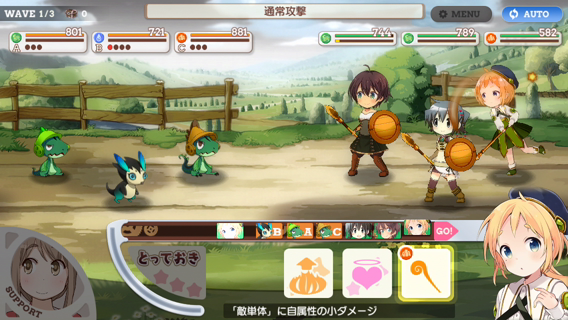 WAVE 1/3 0
通常攻撃
MENU
AUTO
801
A
721
B
881
C
744
789
582
B A C GO!
とっておき
SUPPORT
「敵単体」に自属性の小ダメージ